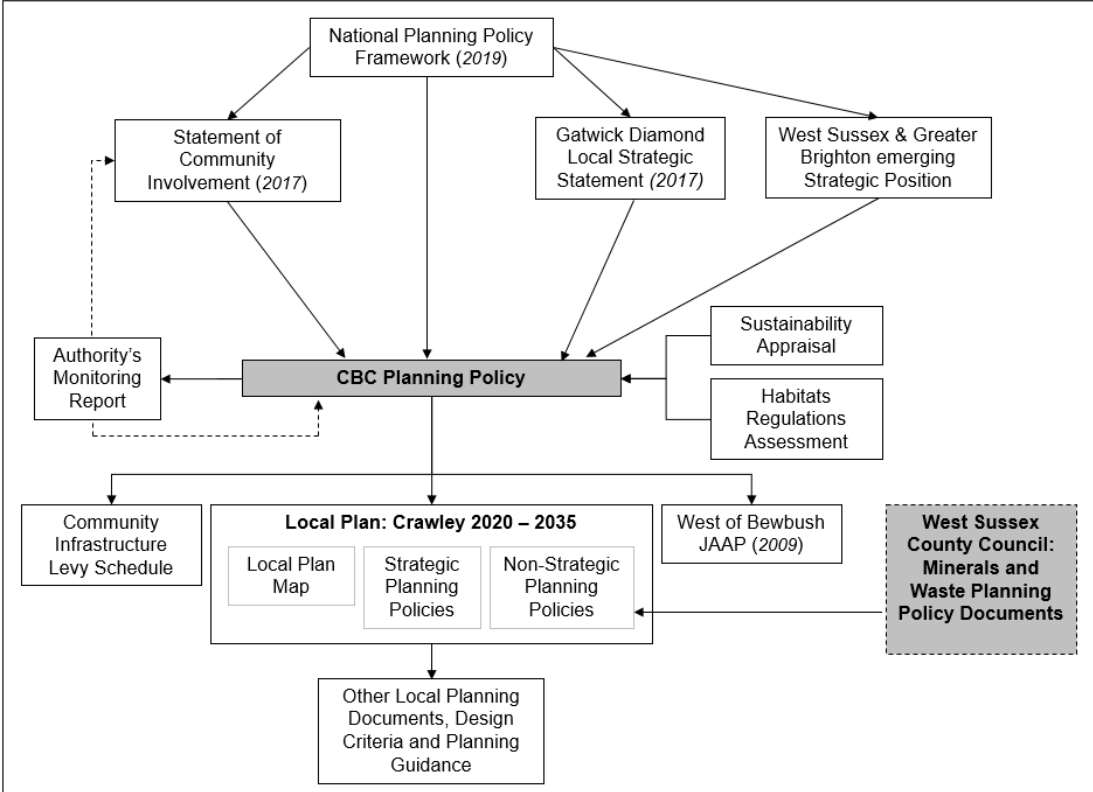 National Planning Policy
Framework (2019)
Statement of
Community
Involvement (2017)
Gatwick Diamond
Local Strategic
Statement (2017)
West Sussex & Greater
Brighton emerging
Strategic Position
Authority’s
Monitoring
Report
CBC Planning Policy
Sustainability
Appraisal
Habitats
Regulations
Assessment
Community
Infrastructure
Levy Schedule
Local Plan: Crawley 2020 – 2035
Local Plan
Map
Strategic
Planning
Policies
Non-Strategic
Planning
Policies
West of Bewbush
JAAP (2009)
West Sussex
County Council:
Minerals and
Waste Planning
Policy Documents
Other Local Planning
Documents, Design
Criteria and Planning
Guidance